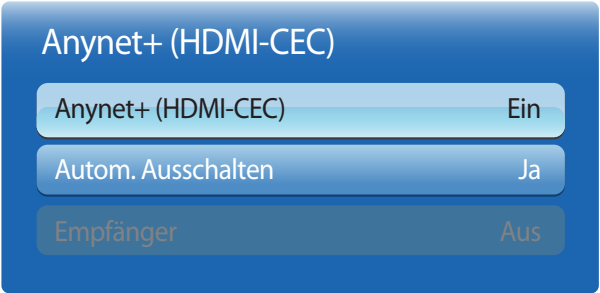 Anynet+ (HDMI-CEC)
Anynet+ (HDMI-CEC) Ein
Autom. Ausschalten Ja
Empfänger Aus